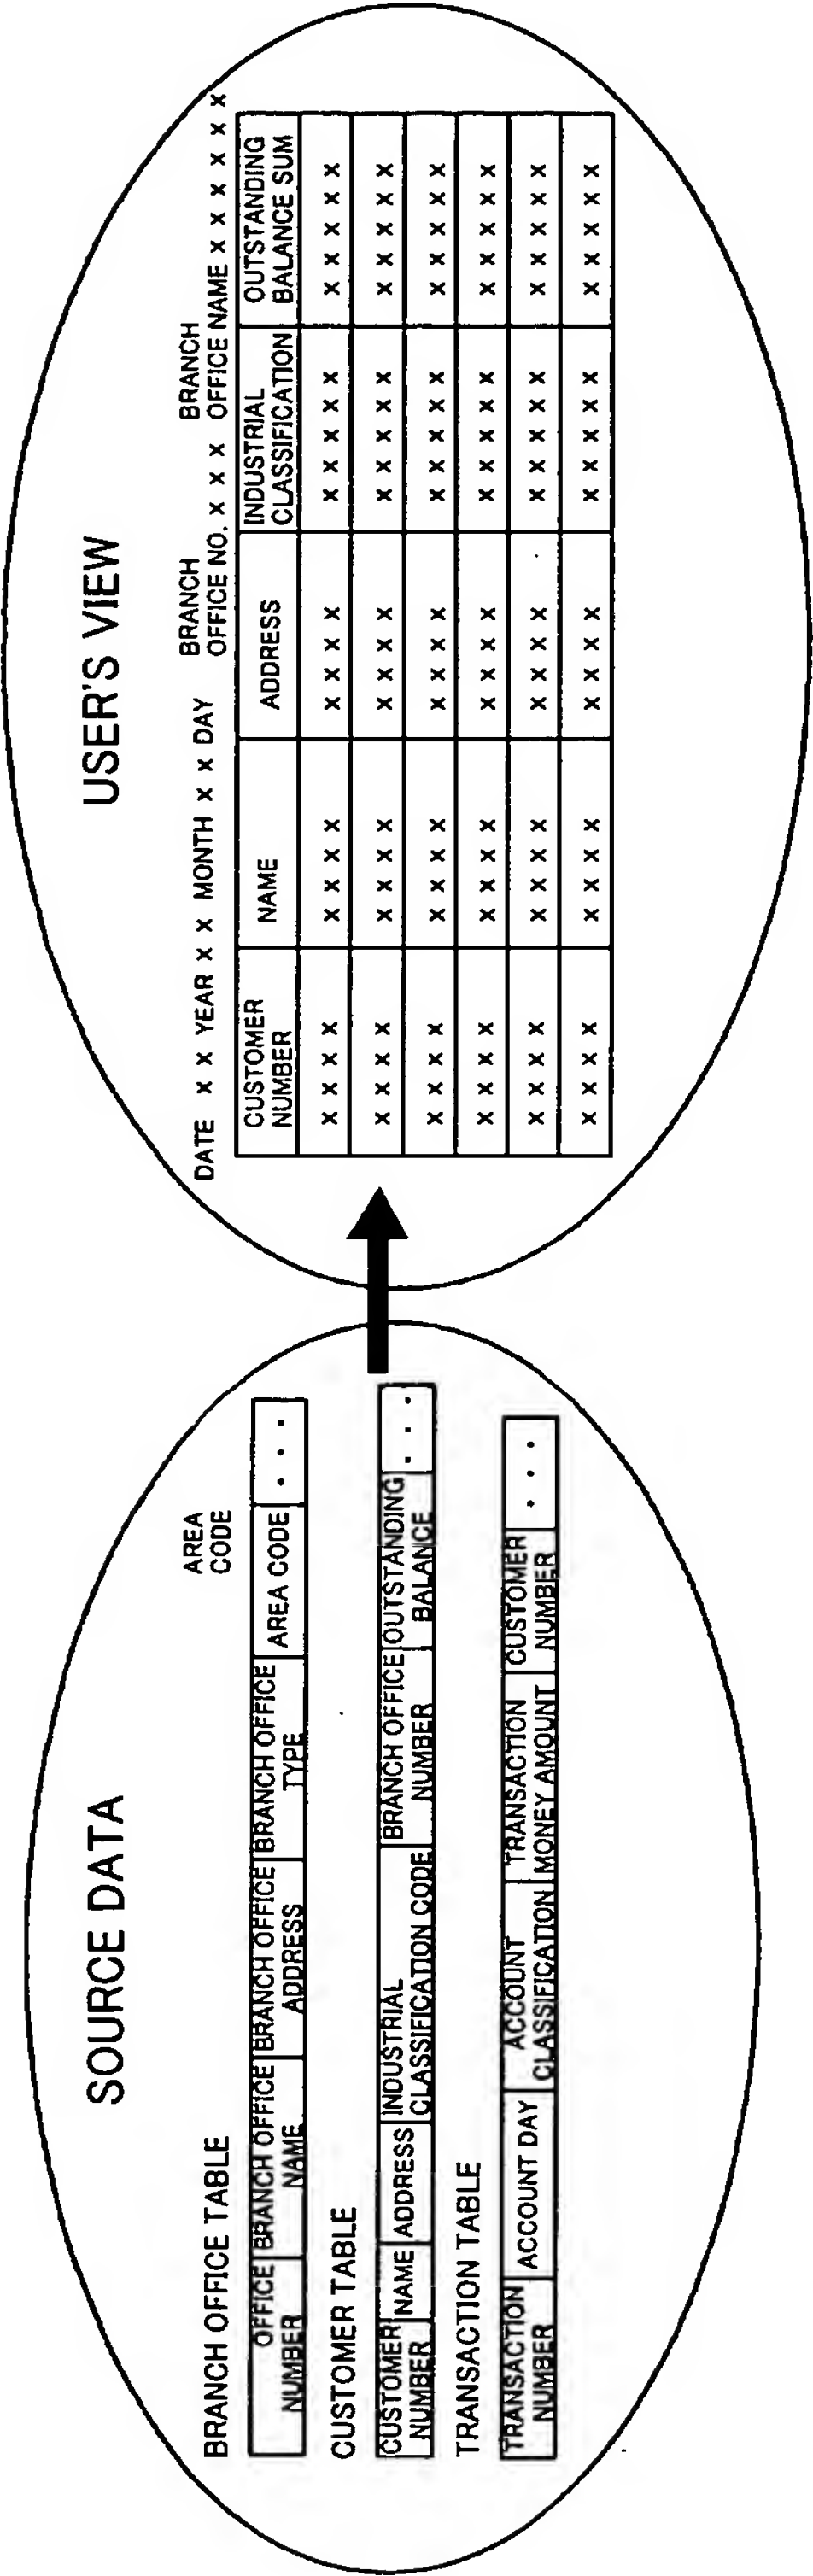 SOURCE DATA
AREA
CODE
BRANCH OFFICE TABLE
OFFICE BRANCH OFFICE BRANCH OFFICE BRANCH OFFICE AREA CODE . . .
NUMBER NAME ADDRESS TYPE
CUSTOMER TABLE
CUSTOMER NAME ADDRESS INDUSTRIAL BRANCH OFFICE OUTSTANDING . . .
NUMBER CLASSIFICATION CODE NUMBER BALANCE
TRANSACTION TABLE
TRANSACTION ACCOUNT DAY ACCOUNT TRANSACTION CUSTOMER . . .
NUMBER CLASSIFICATION MONEY AMOUNT NUMBER
USER'S VIEW
BRANCH BRANCH
DATE x x YEAR x x MONTH x x DAY OFFICE NO. x x x OFFICE NAME x x x x x x
CUSTOMER NAME ADDRESS INDUSTRIAL OUTSTANDING
NUMBER CLASSIFICATION BALANCE SUM
x x x x x x x x x x x x x x x x x x x x x x
x x x x x x x x x x x x x x x x x x x x x x
x x x x x x x x x x x x x x x x x x x x x x
x x x x x x x x x x x x x x x x x x x x x x
x x x x x x x x x x x x x x x x x x x x x x
x x x x x x x x x x x x x x x x x x x x x x